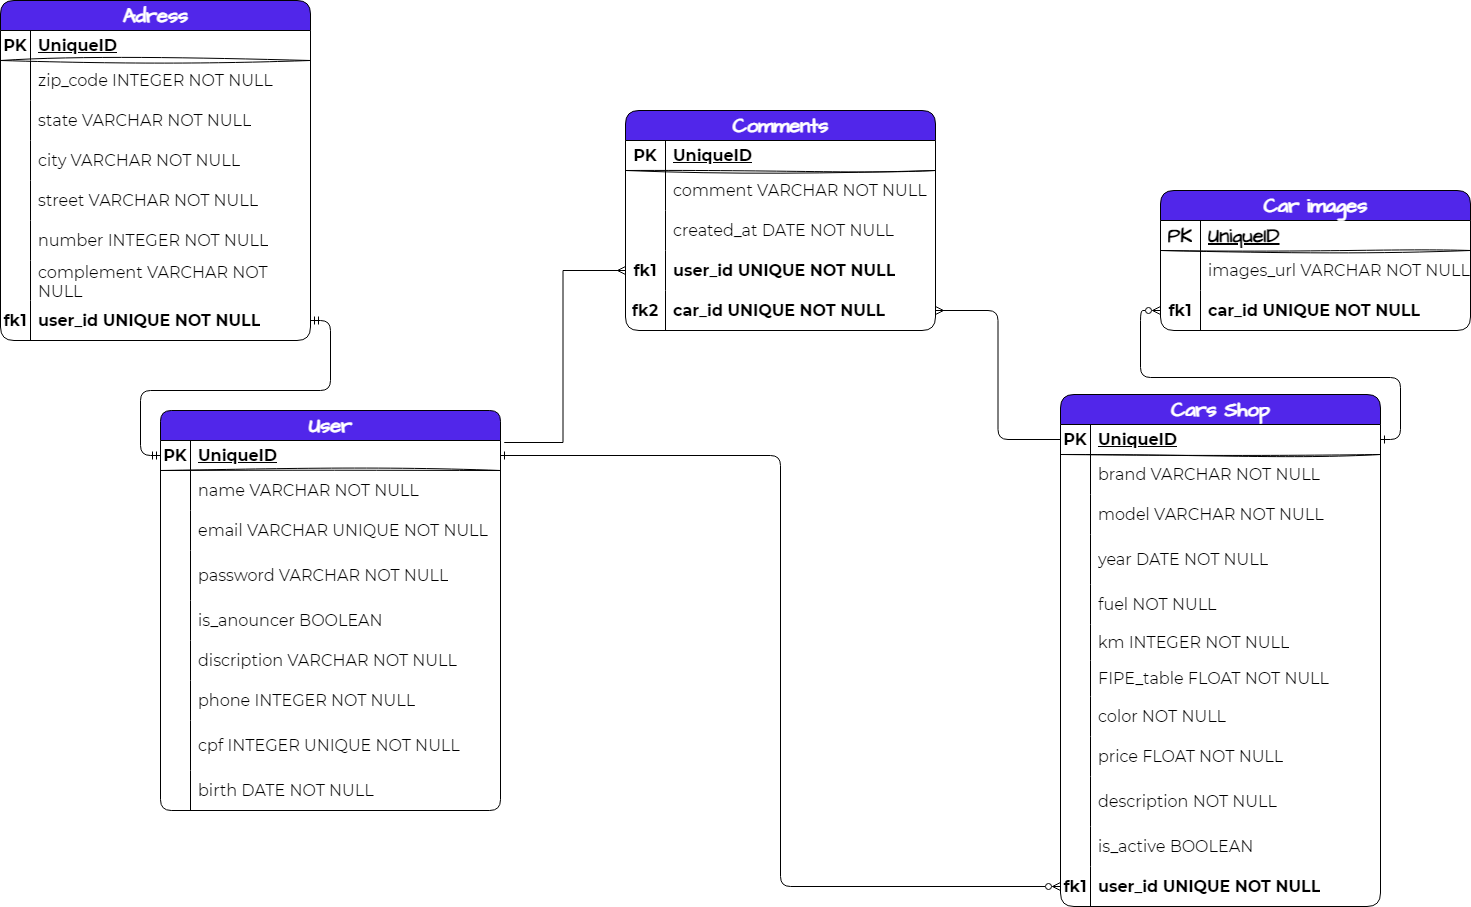 Adress
PK UniqueID
zip_code INTEGER NOT NULL
state VARCHAR NOT NULL
city VARCHAR NOT NULL
street VARCHAR NOT NULL
number INTEGER NOT NULL
complement VARCHAR NOT
NULL
fk1 user_id UNIQUE NOT NULL
Comments
PK UniqueID
comment VARCHAR NOT NULL
created_at DATE NOT NULL
fk1 user_id UNIQUE NOT NULL
fk2 car_id UNIQUE NOT NULL
Car images
PK UniqueID
images_url VARCHAR NOT NULL
fk1 car_id UNIQUE NOT NULL
User
PK UniqueID
name VARCHAR NOT NULL
email VARCHAR UNIQUE NOT NULL
password VARCHAR NOT NULL
is_anouncer BOOLEAN
discription VARCHAR NOT NULL
phone INTEGER NOT NULL
cpf INTEGER UNIQUE NOT NULL
birth DATE NOT NULL
Cars Shop
PK UniqueID
brand VARCHAR NOT NULL
model VARCHAR NOT NULL
year DATE NOT NULL
fuel NOT NULL
km INTEGER NOT NULL
FIPE_table FLOAT NOT NULL
color NOT NULL
price FLOAT NOT NULL
description NOT NULL
is_active BOOLEAN
fk1 user_id UNIQUE NOT NULL